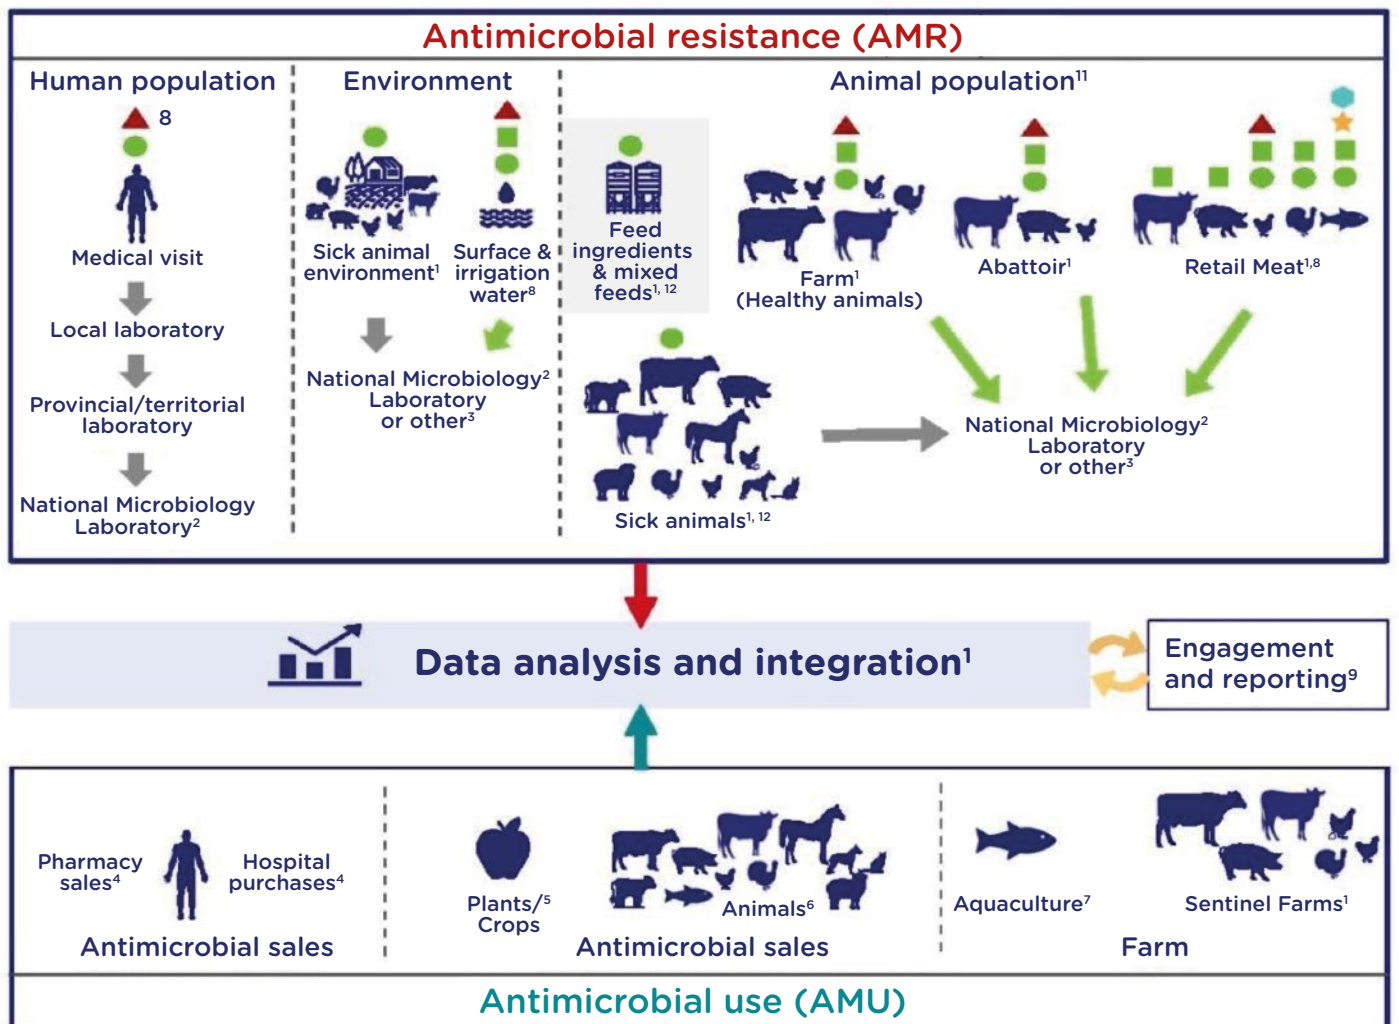 Antimicrobial resistance (AMR)
Human population
8
Medical visit
Local laboratory
Provincial/territorial
laboratory
National Microbiology
Laboratory²
Environment
Sick animal
environment¹
Surface &
irrigation
water⁸
National Microbiology²
Laboratory
or other³
Animal population¹¹
Feed
ingredients
& mixed
feeds¹, ¹²
Farm¹
(Healthy animals)
Abattoir¹
Retail Meat¹,⁸
Sick animals¹, ¹²
National Microbiology²
Laboratory
or other³
Data analysis and integration¹
Engagement
and reporting⁹
Pharmacy
sales⁴
Hospital
purchases⁴
Antimicrobial sales
Plants/⁵
Crops
Animals⁶
Antimicrobial sales
Aquaculture⁷
Sentinel Farms¹
Farm
Antimicrobial use (AMU)